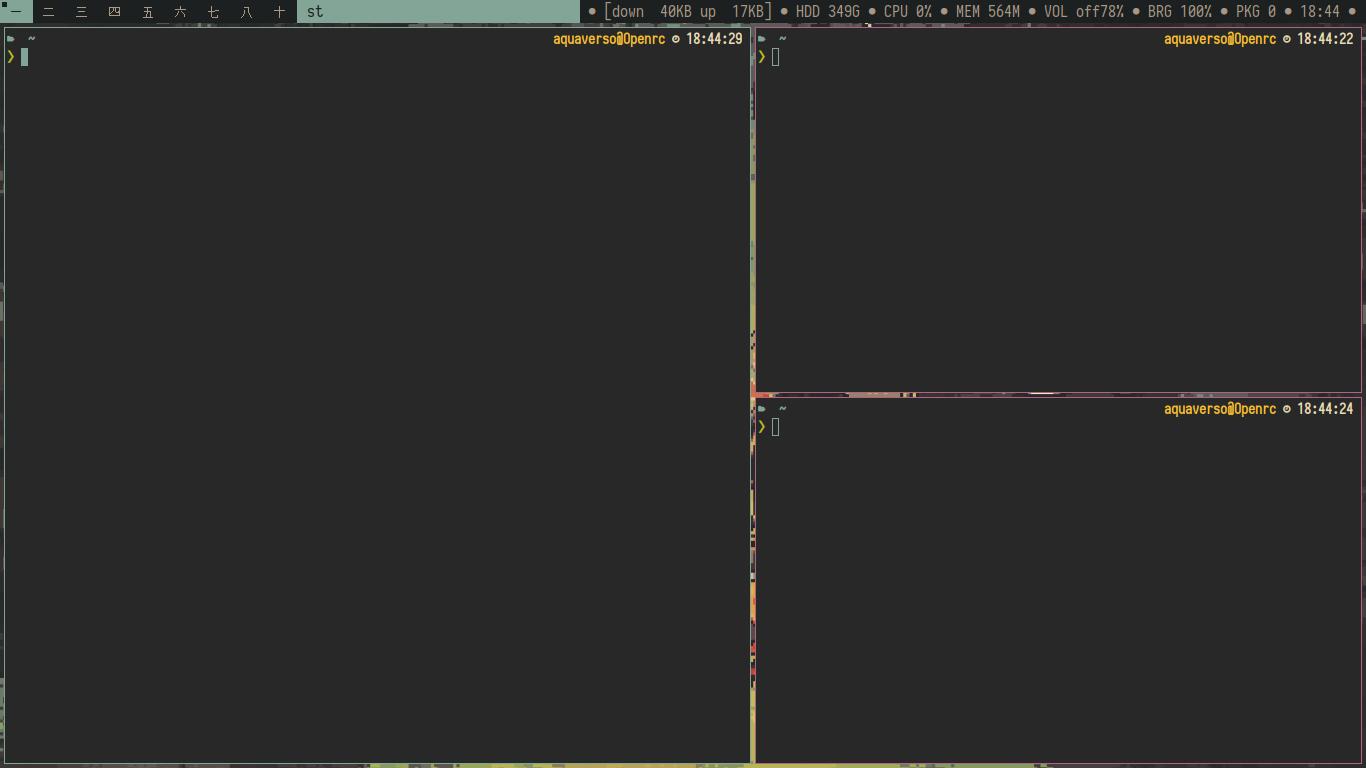 一 二 三 四 五 六 七 八 十 st ● [down 40KB up 17KB] ● HDD 349G ● CPU 0% ● MEM 564M ● VOL off78% ● BRG 100% ● PKG 0 ● 18:44 ●
~ aquaverso@Openrc 18:44:29
❯
~ aquaverso@Openrc 18:44:22
❯
~ aquaverso@Openrc 18:44:24
❯